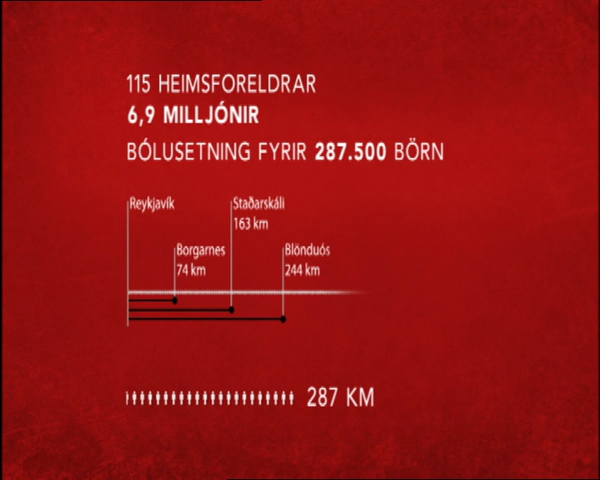 115 HEIMSFORELDRAR
6,9 MILLJÓNIR
BÓLUSETNING FYRIR 287.500 BÖRN
Reykjavík
Staðarskáli
163 km
Borgarnes
74 km
Blönduós
244 km
287 KM